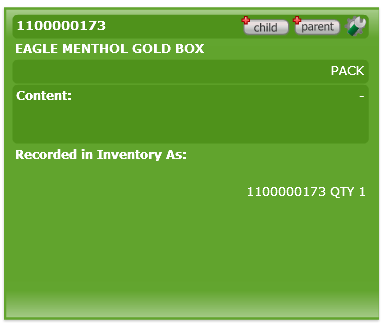 1100000173 child parent
EAGLE MENTHOL GOLD BOX
PACK
Content: -
Recorded in Inventory As:
1100000173 QTY 1